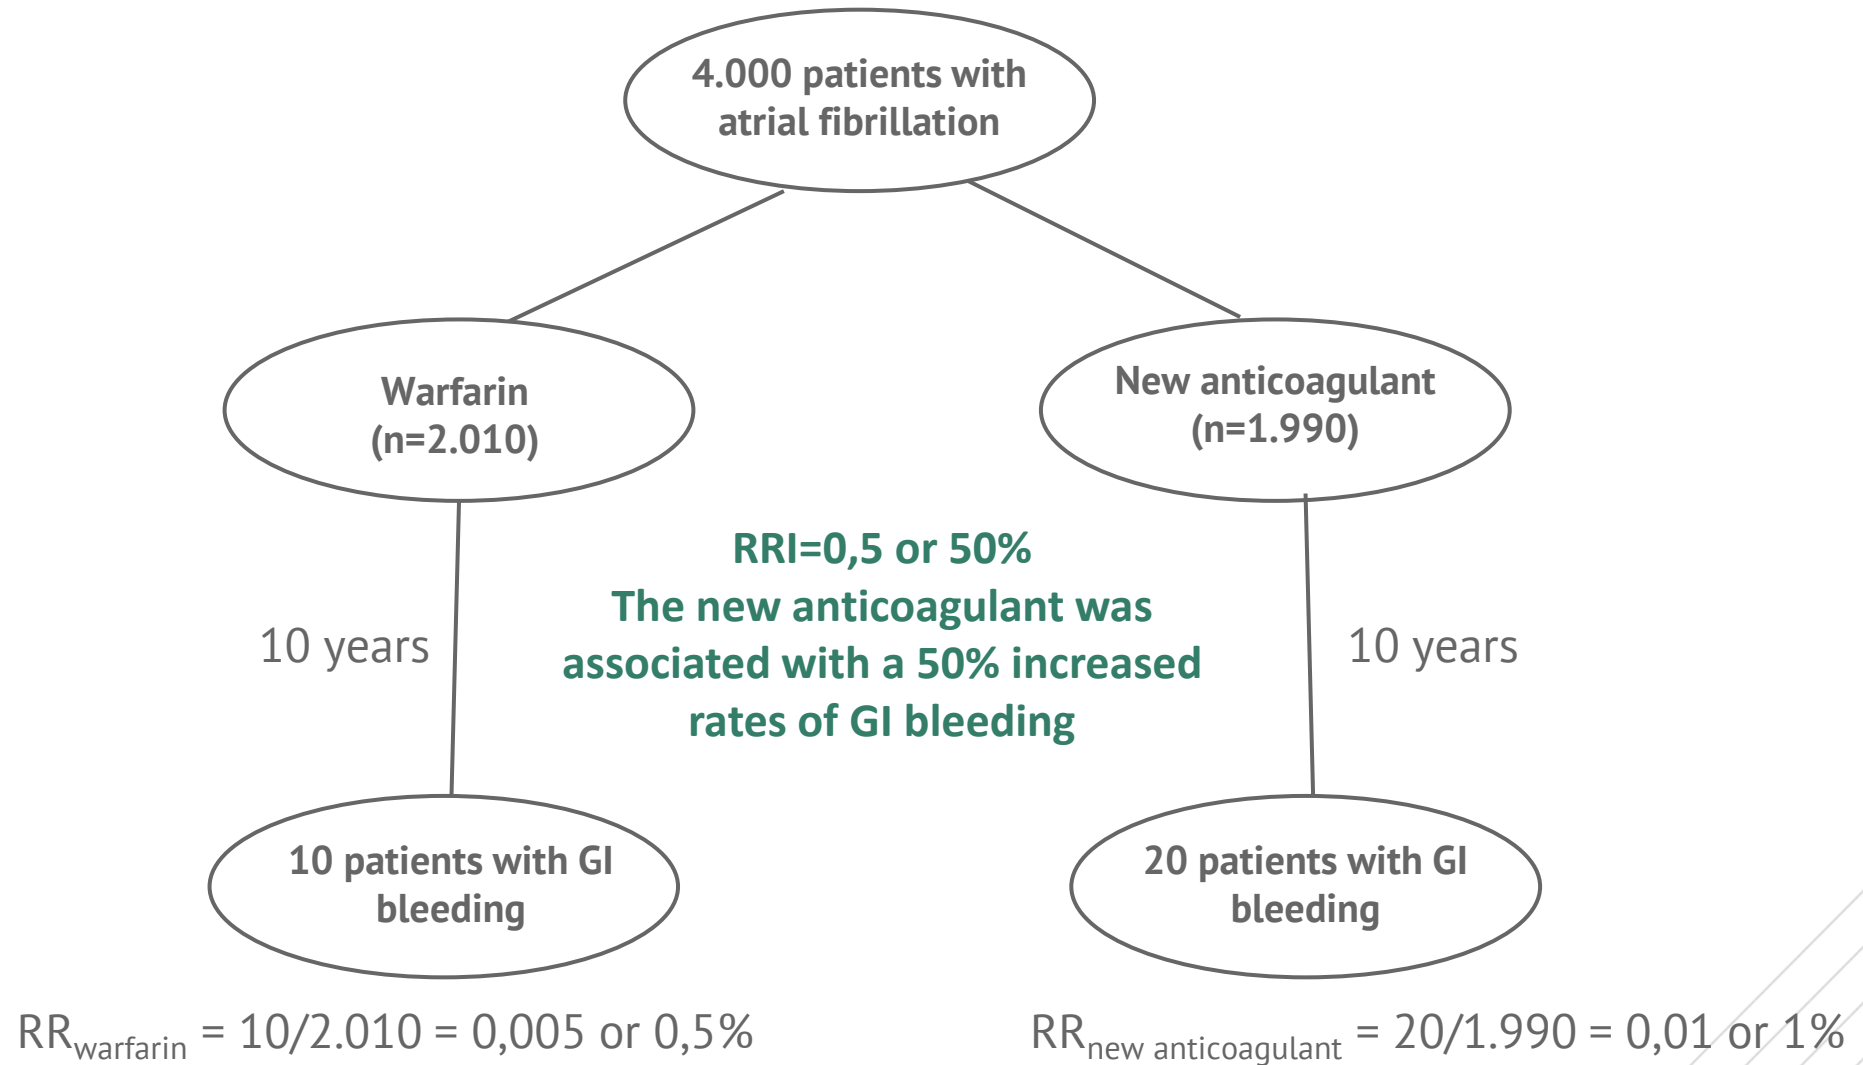 4.000 patients with
atrial fibrillation
Warfarin
(n=2.010)
New anticoagulant
(n=1.990)
RRI=0,5 or 50%
The new anticoagulant was
associated with a 50% increased
rates of GI bleeding
10 years
10 years
10 patients with GI
bleeding
20 patients with GI
bleeding
RRwarfarin = 10/2.010 = 0,005 or 0,5%
RRnew anticoagulant = 20/1.990 = 0,01 or 1%